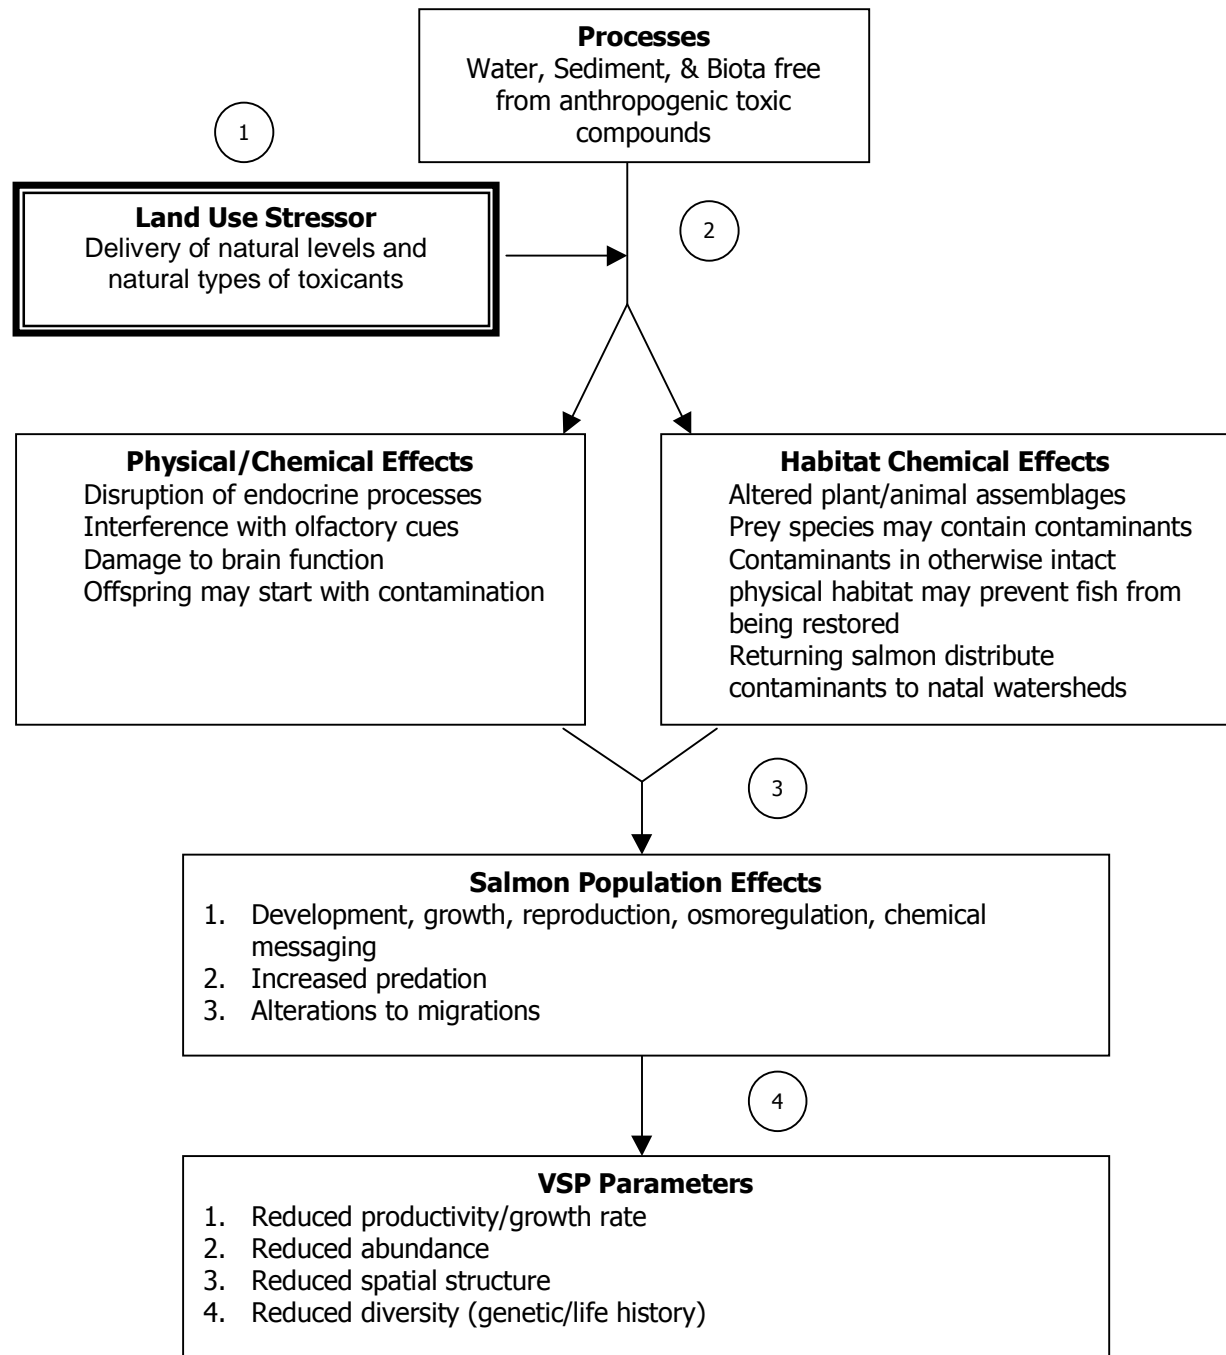 Processes
Water, Sediment, & Biota free
from anthropogenic toxic
compounds
1
Land Use Stressor
Delivery of natural levels and
natural types of toxicants
2
Physical/Chemical Effects
Disruption of endocrine processes
Interference with olfactory cues
Damage to brain function
Offspring may start with contamination
Habitat Chemical Effects
Altered plant/animal assemblages
Prey species may contain contaminants
Contaminants in otherwise intact
physical habitat may prevent fish from
being restored
Returning salmon distribute
contaminants to natal watersheds
3
Salmon Population Effects
1. Development, growth, reproduction, osmoregulation, chemical
messaging
2. Increased predation
3. Alterations to migrations
4
VSP Parameters
1. Reduced productivity/growth rate
2. Reduced abundance
3. Reduced spatial structure
4. Reduced diversity (genetic/life history)